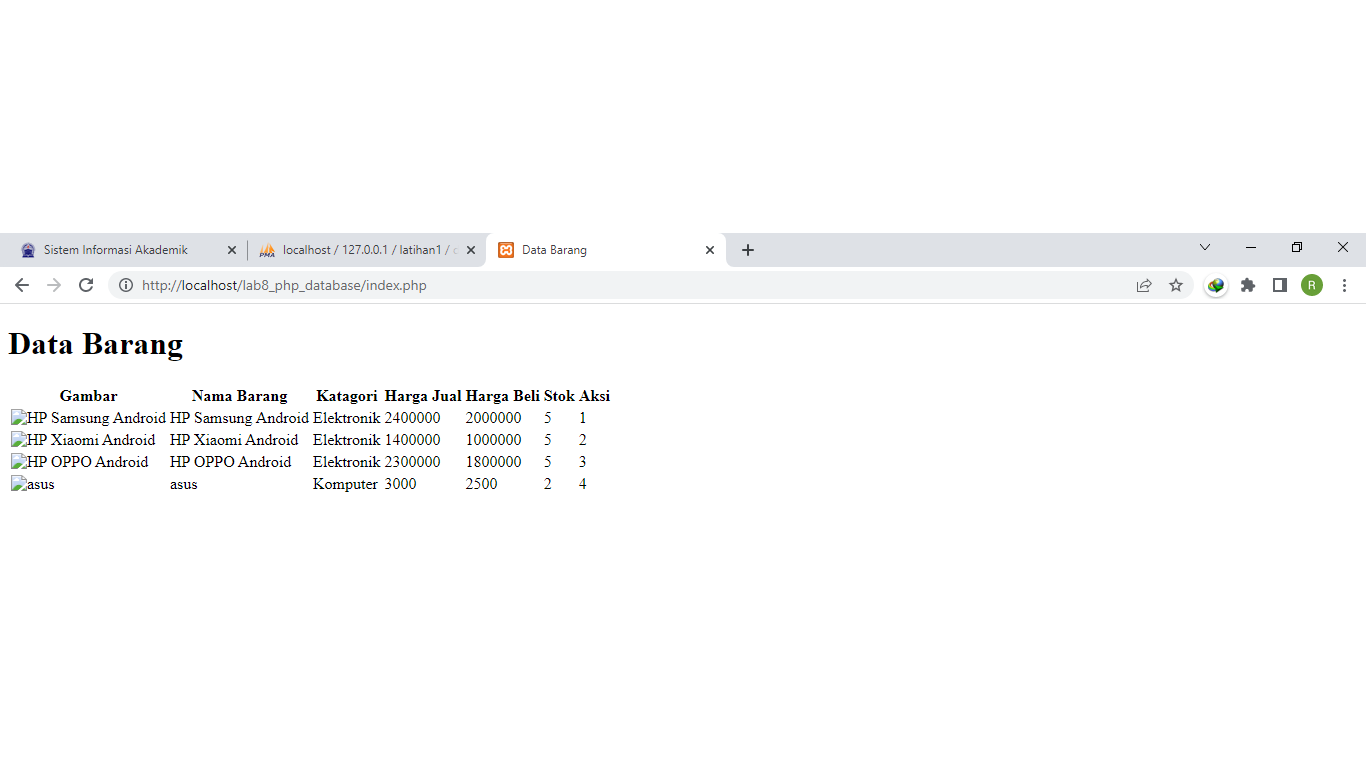 Sistem Informasi Akademik
localhost / 127.0.0.1 / latihan1 /
Data Barang
http://localhost/lab8_php_database/index.php
R
Data Barang
Gambar Nama Barang Katagori Harga Jual Harga Beli Stok Aksi
HP Samsung Android HP Samsung Android Elektronik 2400000 2000000 5 1
HP Xiaomi Android HP Xiaomi Android Elektronik 1400000 1000000 5 2
HP OPPO Android HP OPPO Android Elektronik 2300000 1800000 5 3
asus asus Komputer 3000 2500 2 4